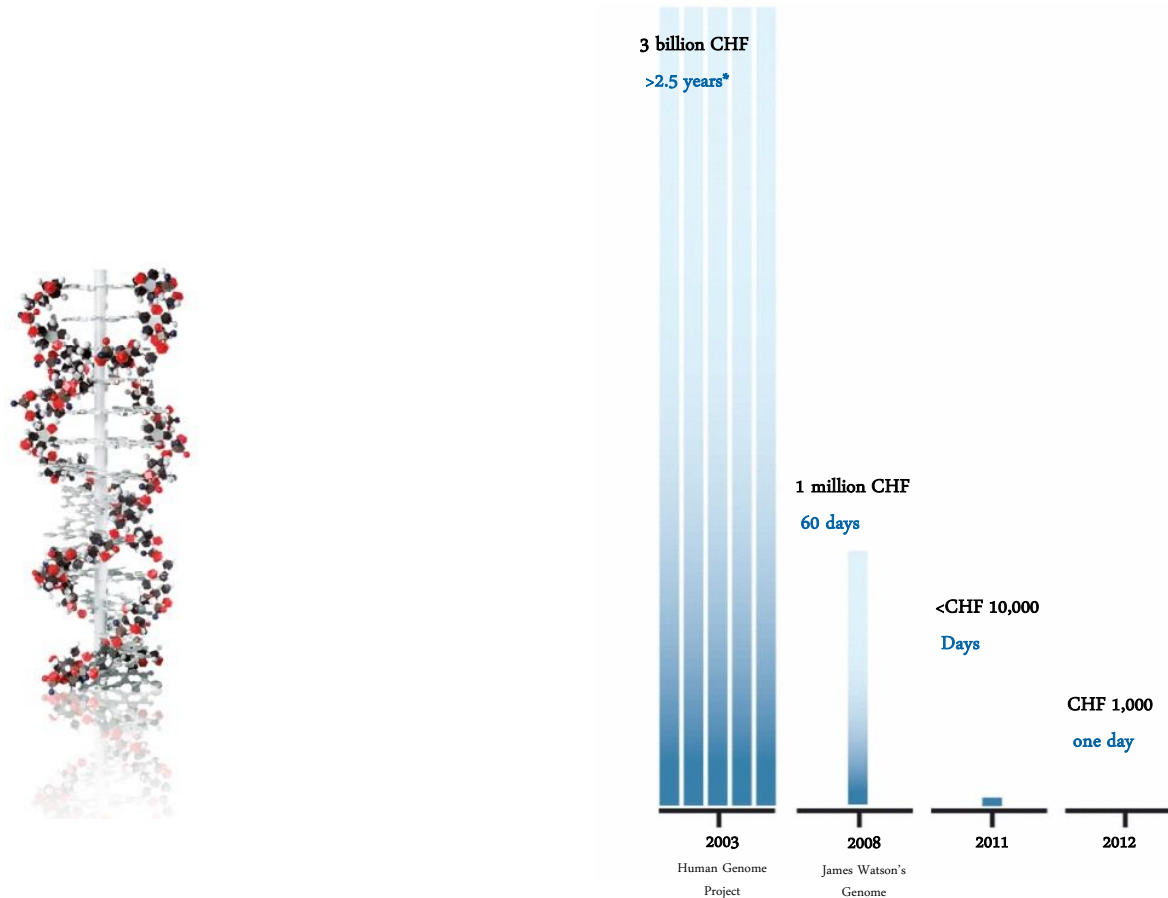 3 billion CHF
>2.5 years*
1 million CHF
60 days
<CHF 10,000
Days
CHF 1,000
one day
2003
Human Genome
Project
2008
James Watson's
Genome
2011
2012